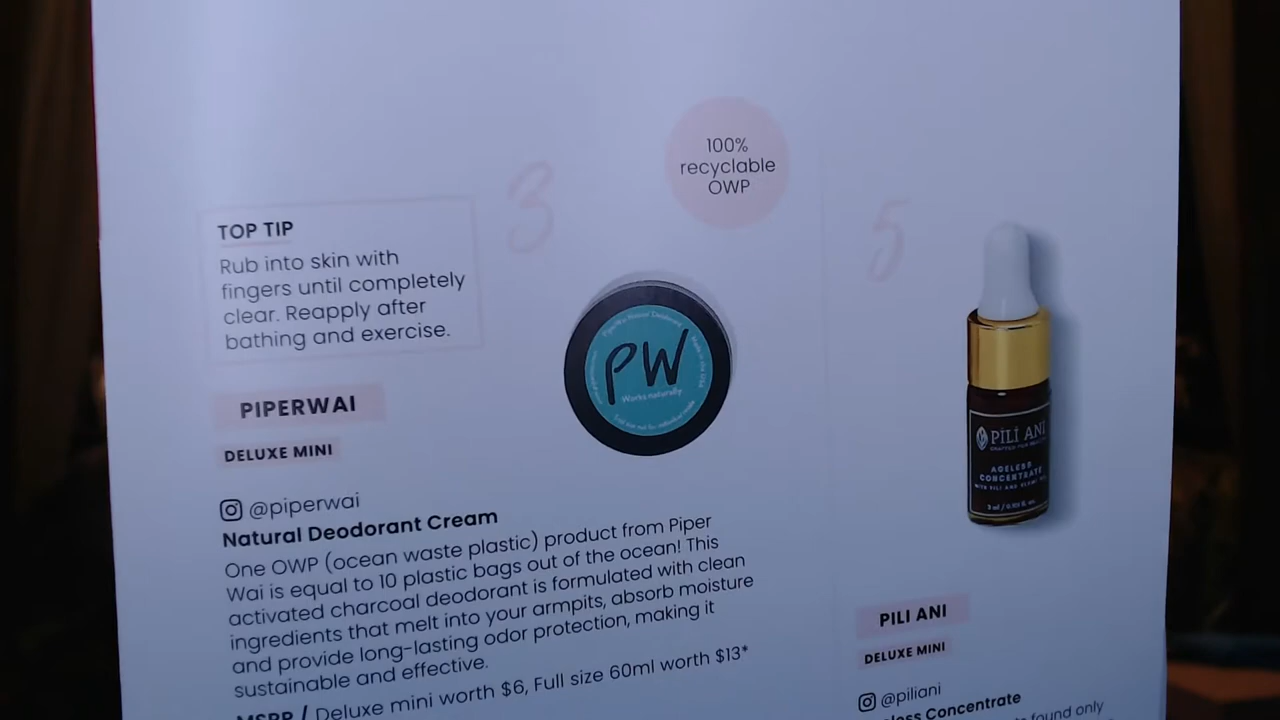 100%
recyclable
OWP
3
5
TOP TIP
Rub into skin with
fingers until completely
clear. Reapply after
bathing and exercise.
PW
Works naturally
PIPERWAI
DELUXE MINI
@piperwai
Natural Deodorant Cream
One OWP (ocean waste plastic) product from Piper
Wai is equal to 10 plastic bags out of the ocean! This
activated charcoal deodorant is formulated with clean
ingredients that melt into your armpits, absorb moisture
and provide long-lasting odor protection, making it
sustainable and effective.
MSRP / Deluxe mini worth $6, Full size 60ml worth $13*
PILI ANI
AGELESS
CONCENTRATE
PILI ANI
DELUXE MINI
@piliani
Concentrate
found only